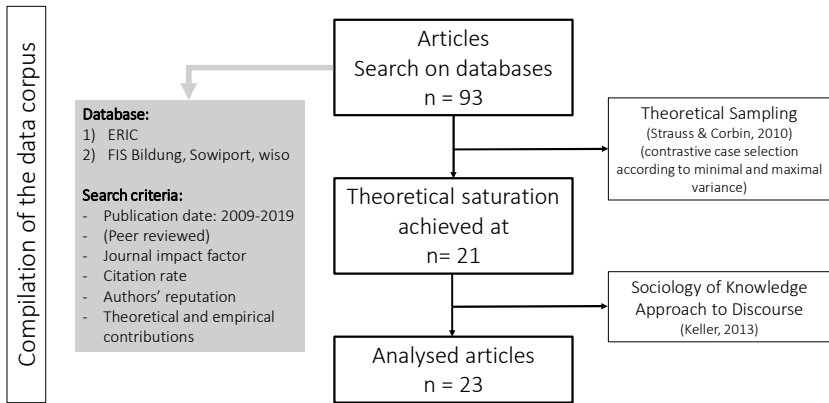 Compilation of the data corpus
Articles
Search on databases
n = 93
Database:
1) ERIC
2) FIS Bildung, Sowiport, wiso
Search criteria:
- Publication date: 2009-2019
- (Peer reviewed)
- Journal impact factor
- Citation rate
- Authors’ reputation
- Theoretical and empirical
contributions
Theoretical Sampling
(Strauss & Corbin, 2010)
(contrastive case selection
according to minimal and maximal
variance)
Theoretical saturation
achieved at
n= 21
Sociology of Knowledge
Approach to Discourse
(Keller, 2013)
Analysed articles
n = 23